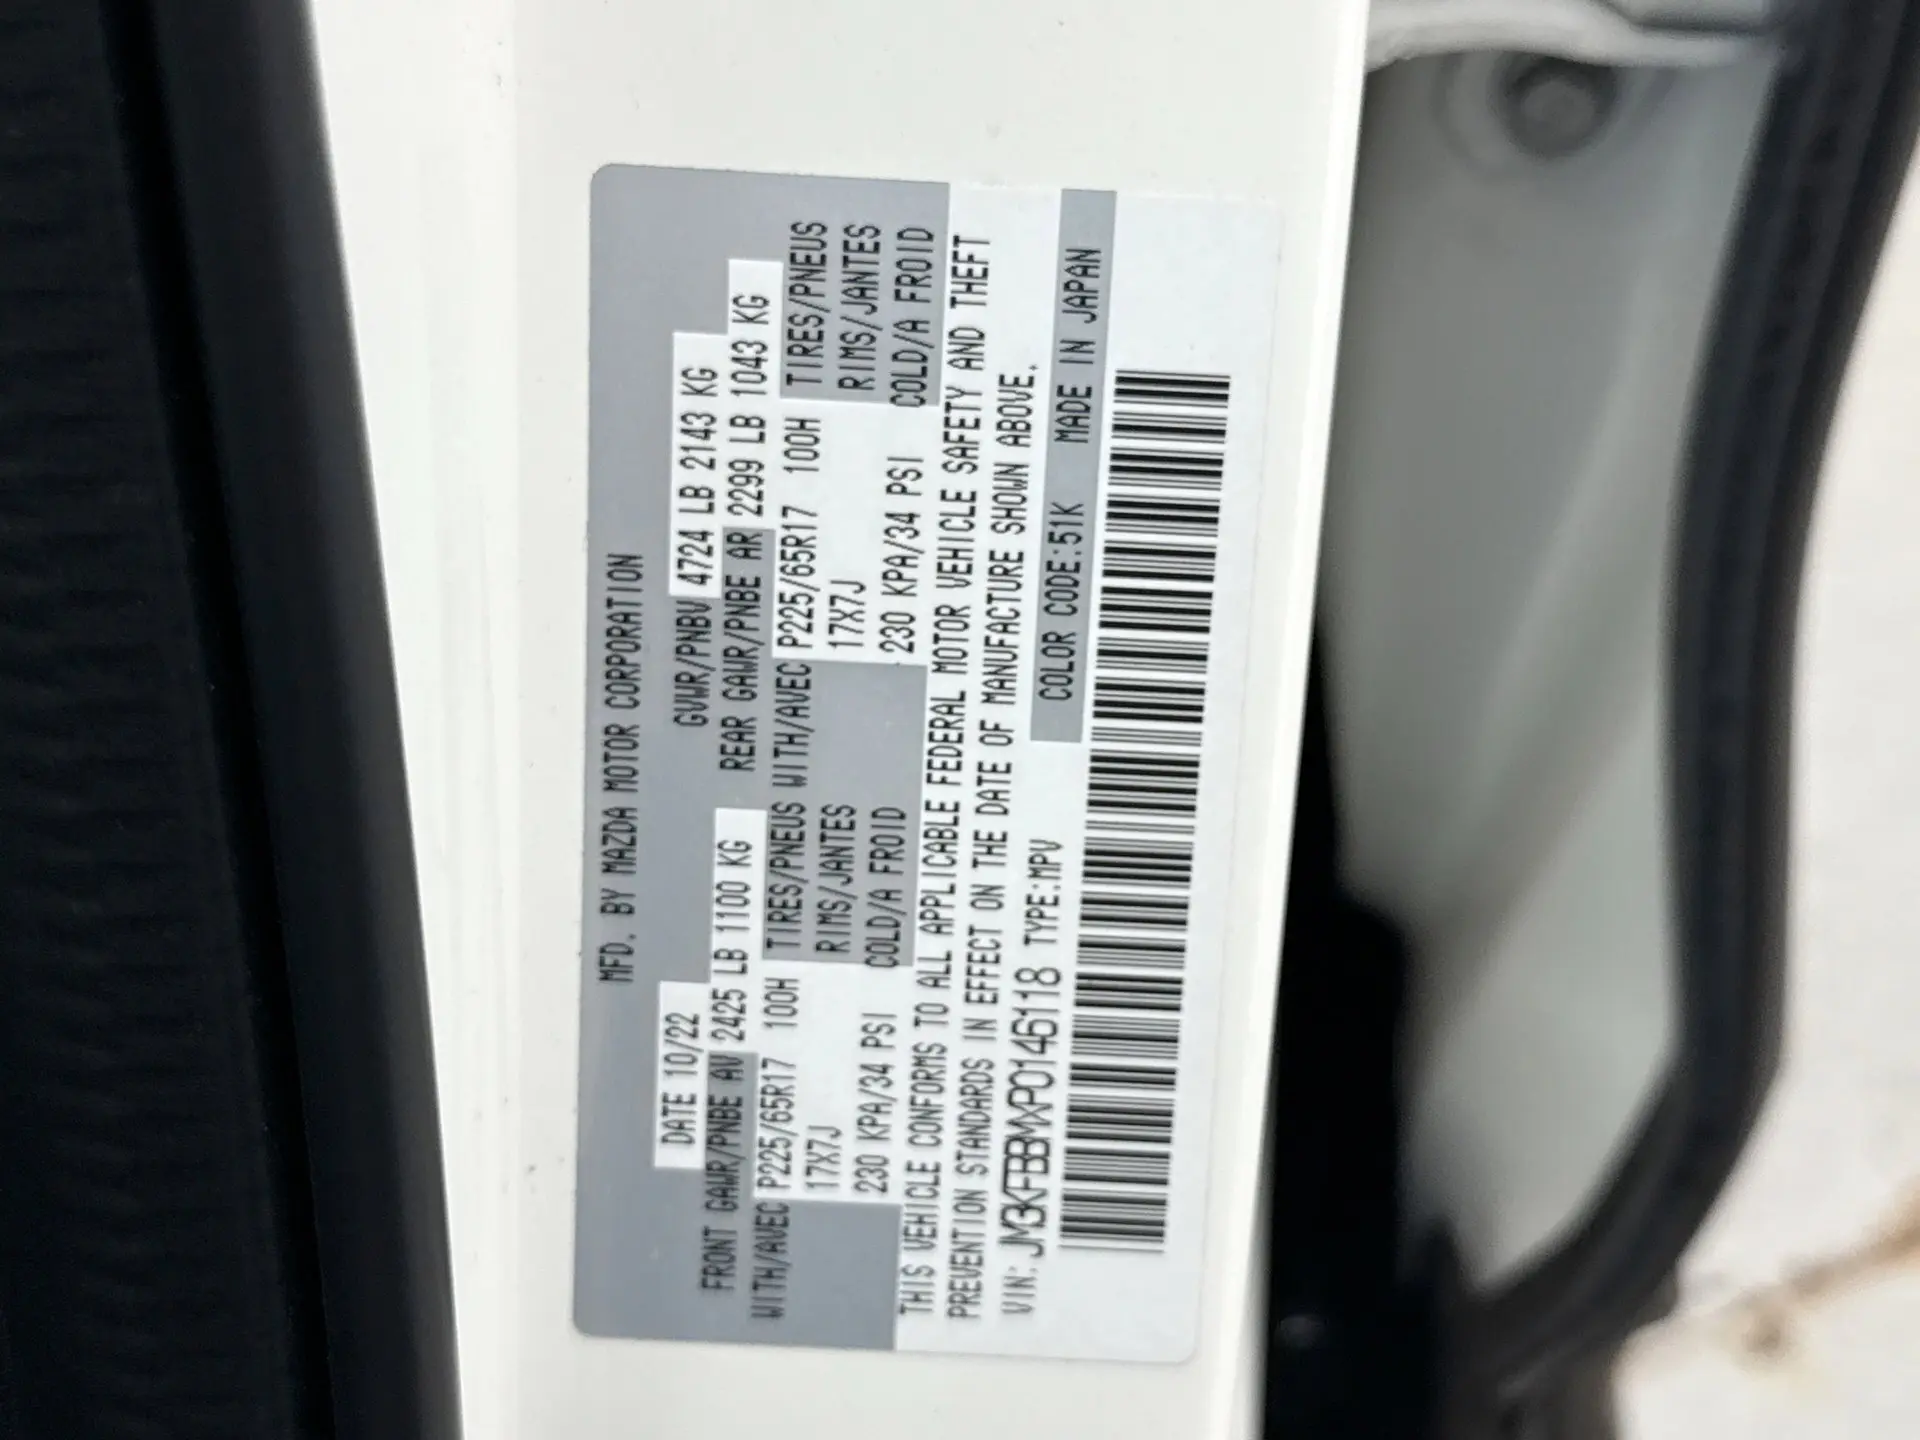 MFD. BY MAZDA MOTOR CORPORATION
DATE 10/22 GVWR/PNBV 4724 LB 2143 KG
FRONT GAWR/PNBE AV 2425 LB 1100 KG REAR GAWR/PNBE AR 2299 LB 1043 KG
WITH/AVEC P225/65R17 100H TIRES/PNEUS WITH/AVEC P225/65R17 100H TIRES/PNEUS
17X7J RIMS/JANTES 17X7J RIMS/JANTES
230 KPA/34 PSI COLD/A FROID 230 KPA/34 PSI COLD/A FROID
THIS VEHICLE CONFORMS TO ALL APPLICABLE FEDERAL MOTOR VEHICLE SAFETY AND THEFT
PREVENTION STANDARDS IN EFFECT ON THE DATE OF MANUFACTURE SHOWN ABOVE.
VIN: JM3KFBBMXP0146118 TYPE:MPV COLOR CODE:51K MADE IN JAPAN